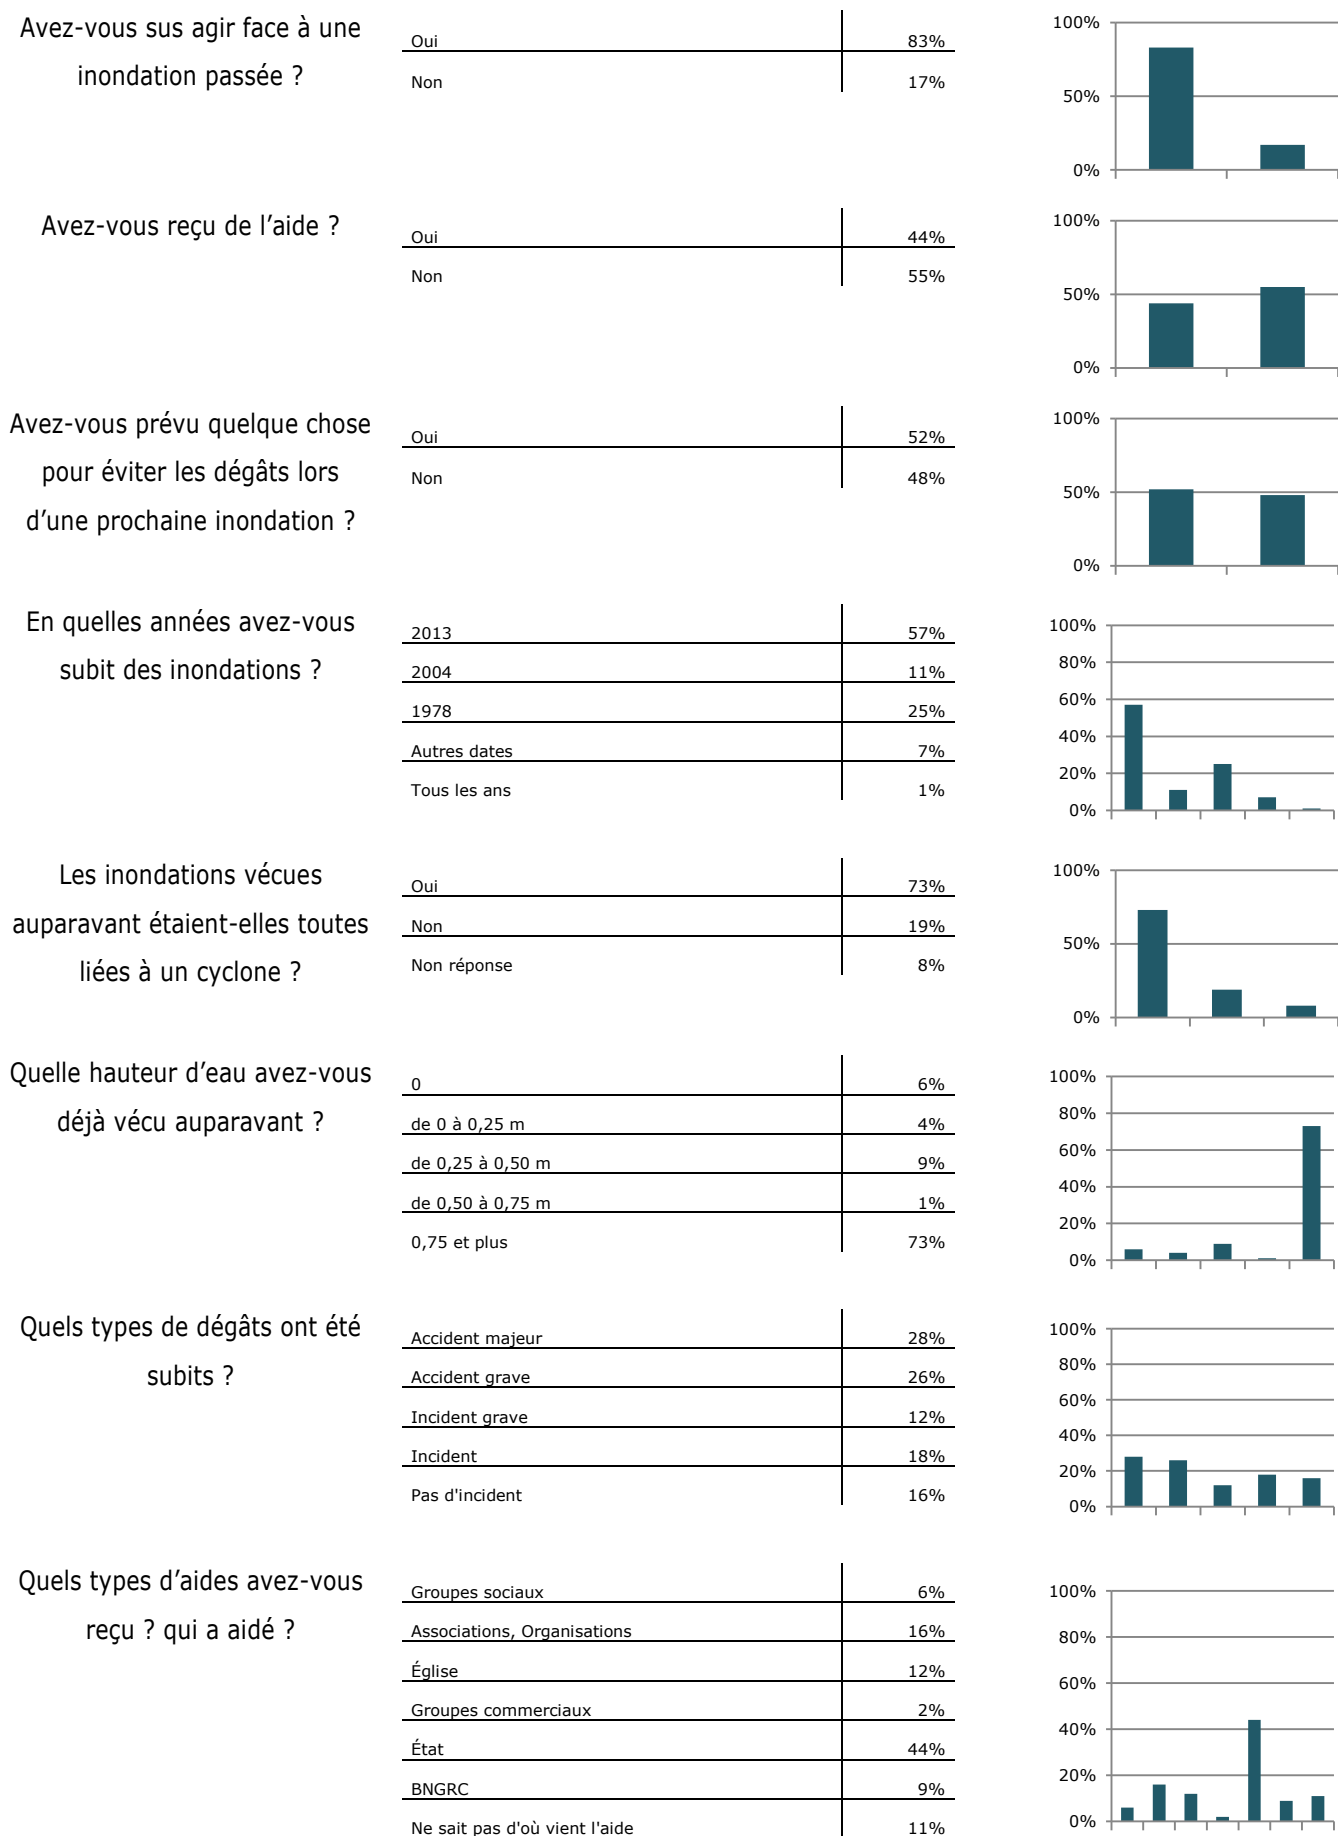 Avez-vous sus agir face à une
inondation passée ?
Oui 83%
Non 17%
100%
50%
0%
Avez-vous reçu de l’aide ?
Oui 44%
Non 55%
100%
50%
0%
Avez-vous prévu quelque chose
pour éviter les dégâts lors
d’une prochaine inondation ?
Oui 52%
Non 48%
100%
50%
0%
En quelles années avez-vous
subit des inondations ?
2013 57%
2004 11%
1978 25%
Autres dates 7%
Tous les ans 1%
100%
80%
60%
40%
20%
0%
Les inondations vécues
auparavant étaient-elles toutes
liées à un cyclone ?
Oui 73%
Non 19%
Non réponse 8%
100%
50%
0%
Quelle hauteur d’eau avez-vous
déjà vécu auparavant ?
0 6%
de 0 à 0,25 m 4%
de 0,25 à 0,50 m 9%
de 0,50 à 0,75 m 1%
0,75 et plus 73%
100%
80%
60%
40%
20%
0%
Quels types de dégâts ont été
subits ?
Accident majeur 28%
Accident grave 26%
Incident grave 12%
Incident 18%
Pas d'incident 16%
100%
80%
60%
40%
20%
0%
Quels types d’aides avez-vous
reçu ? qui a aidé ?
Groupes sociaux 6%
Associations, Organisations 16%
Église 12%
Groupes commerciaux 2%
État 44%
BNGRC 9%
Ne sait pas d'où vient l'aide 11%
100%
80%
60%
40%
20%
0%